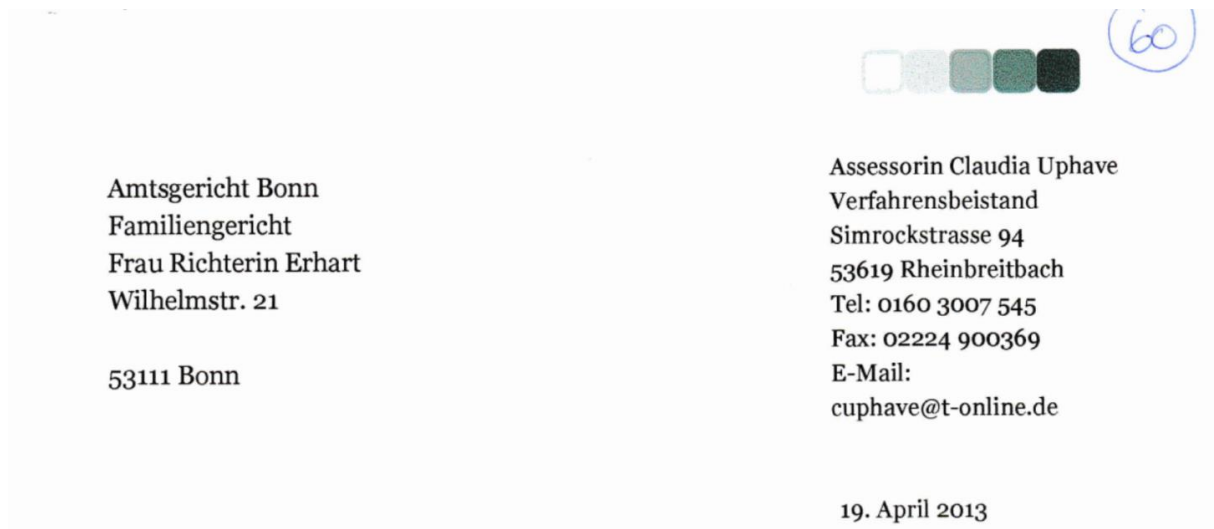 60
Amtsgericht Bonn
Familiengericht
Frau Richterin Erhart
Wilhelmstr. 21
53111 Bonn
Assessorin Claudia Uphave
Verfahrensbeistand
Simrockstrasse 94
53619 Rheinbreitbach
Tel: 0160 3007 545
Fax: 02224 900369
E-Mail:
cuphave@t-online.de
19. April 2013